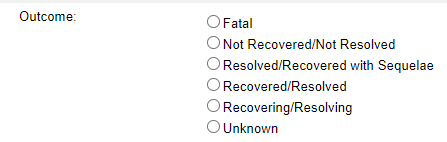 Outcome:
Fatal
Not Recovered/Not Resolved
Resolved/Recovered with Sequelae
Recovered/Resolved
Recovering/Resolving
Unknown